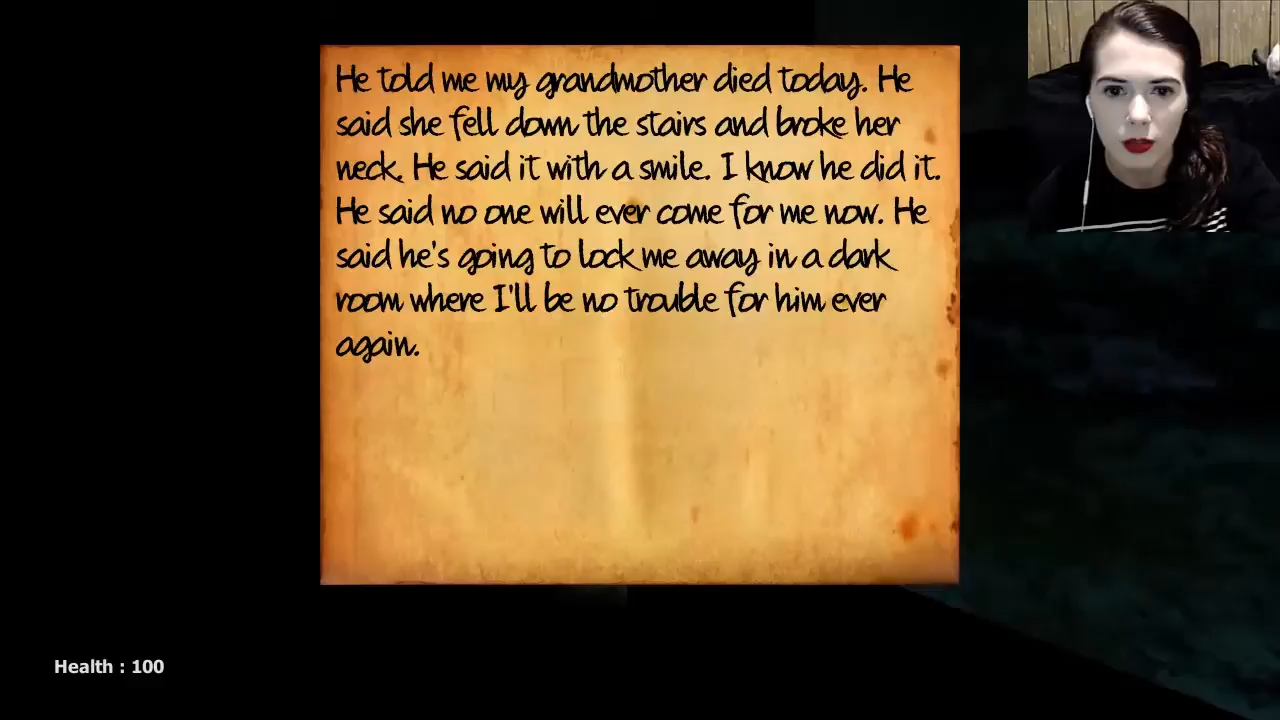 He told me my grandmother died today. He
said she fell down the stairs and broke her
neck. He said it with a smile. I know he did it.
He said no one will ever come for me now. He
said he's going to lock me away in a dark
room where I'll be no trouble for him ever
again.
Health : 100